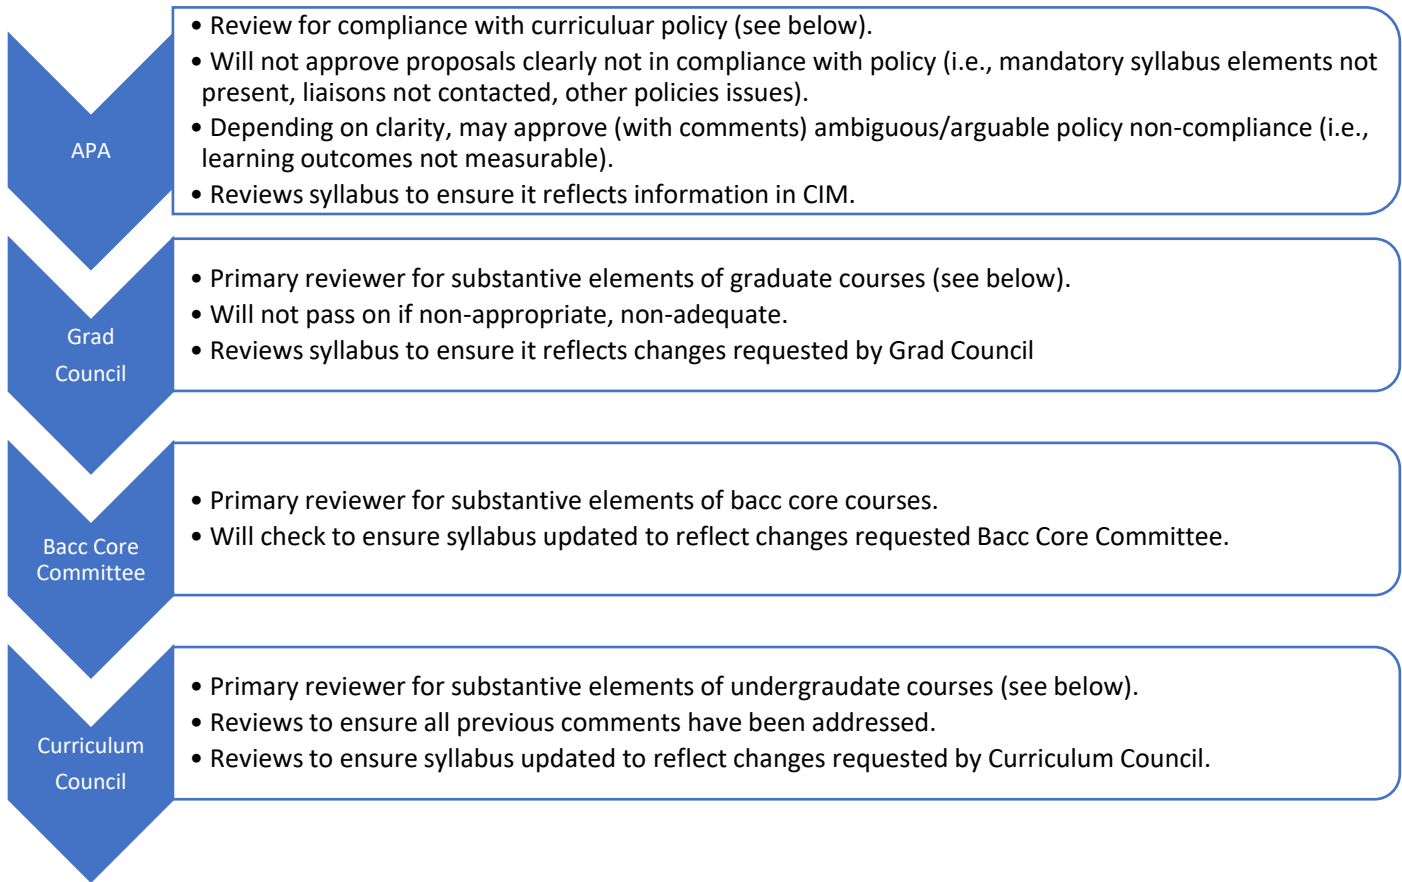 • Review for compliance with curriculuar policy (see below).
• Will not approve proposals clearly not in compliance with policy (i.e., mandatory syllabus elements not
present, liaisons not contacted, other policies issues).
• Depending on clarity, may approve (with comments) ambiguous/arguable policy non-compliance (i.e.,
learning outcomes not measurable).
• Reviews syllabus to ensure it reflects information in CIM.
APA
• Primary reviewer for substantive elements of graduate courses (see below).
• Will not pass on if non-appropriate, non-adequate.
• Reviews syllabus to ensure it reflects changes requested by Grad Council
Grad
Council
• Primary reviewer for substantive elements of bacc core courses.
• Will check to ensure syllabus updated to reflect changes requested Bacc Core Committee.
Bacc Core
Committee
• Primary reviewer for substantive elements of undergraudate courses (see below).
• Reviews to ensure all previous comments have been addressed.
• Reviews to ensure syllabus updated to reflect changes requested by Curriculum Council.
Curriculum
Council